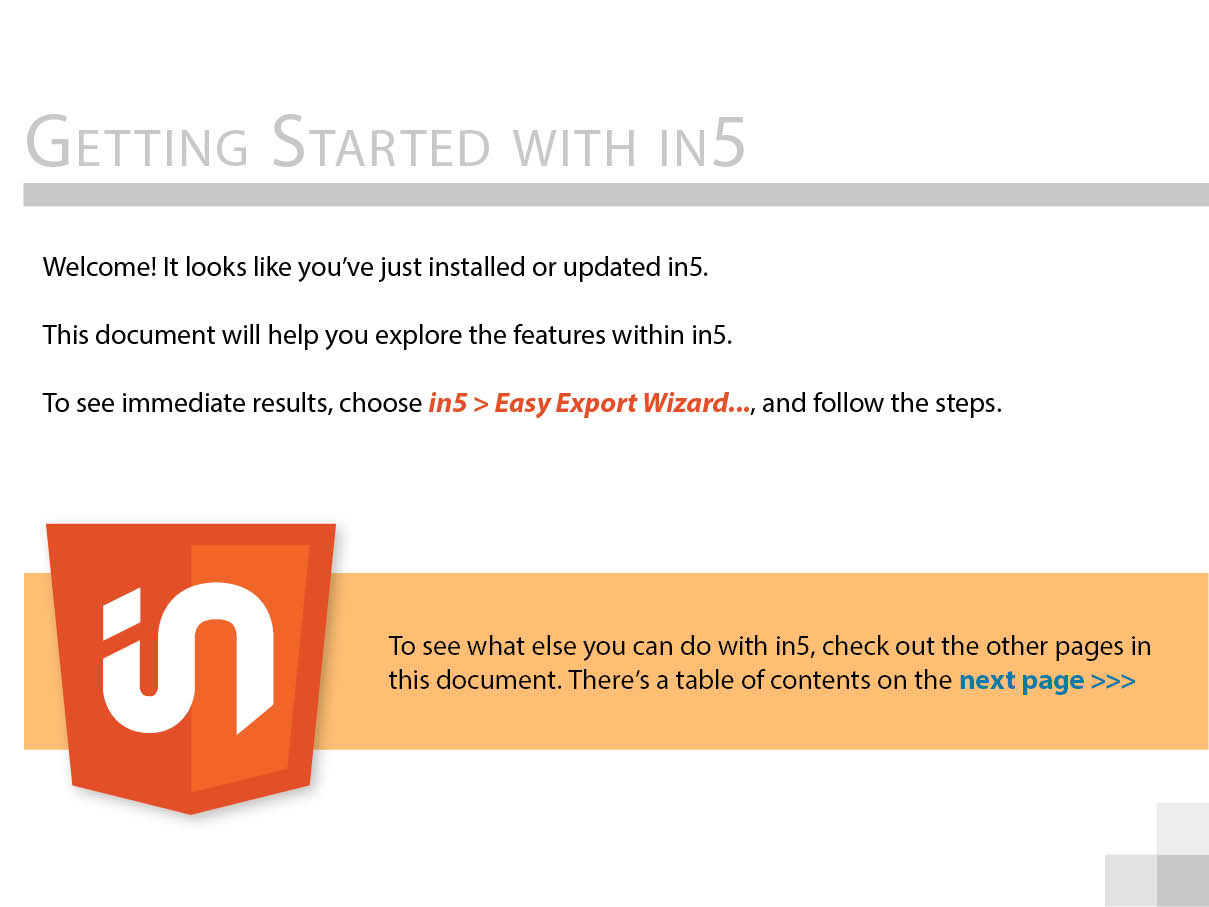 Getting Started with in5
Welcome! It looks like you’ve just installed or updated in5.
This document will help you explore the features within in5.
To see immediate results, choose in5 > Easy Export Wizard..., and follow the steps.
in
To see what else you can do with in5, check out the other pages in
this document. There’s a table of contents on the next page >>>